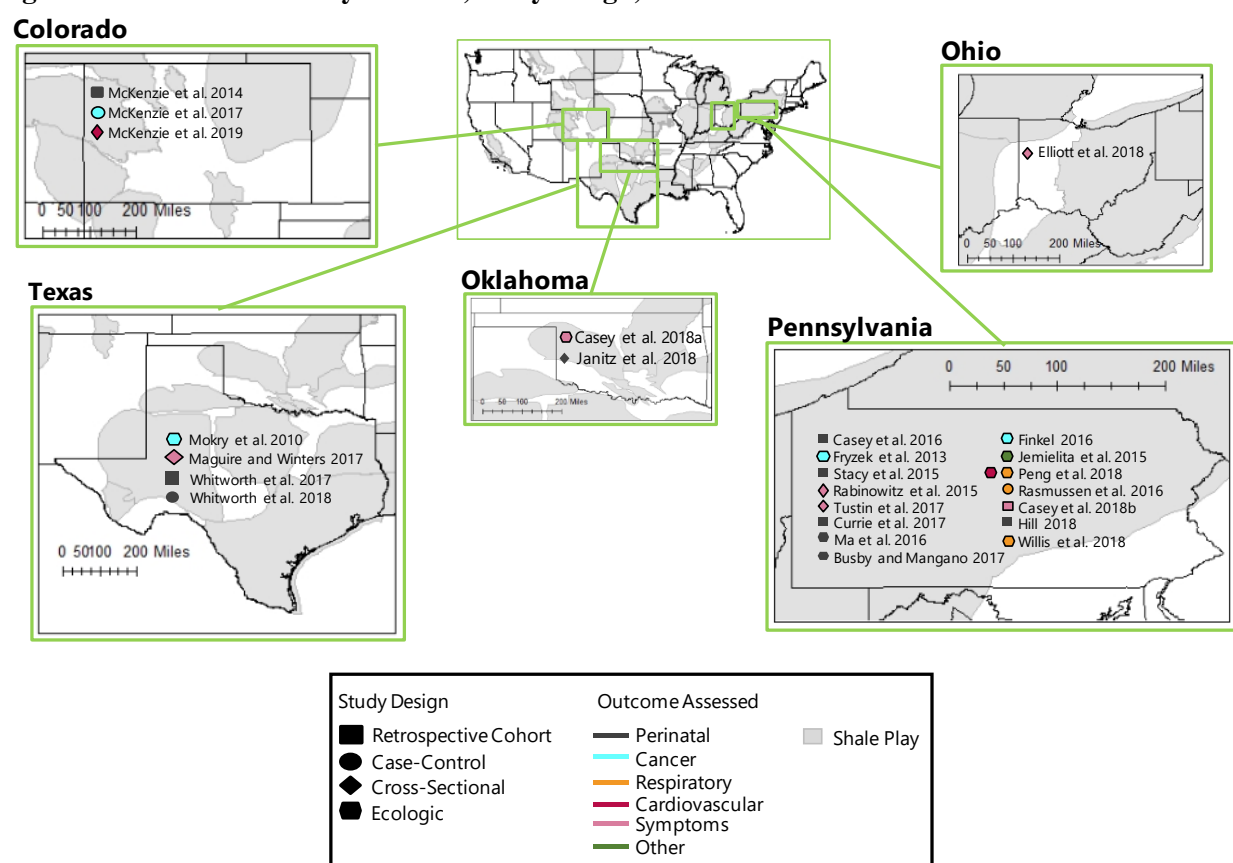 Colorado
McKenzie et al. 2014
McKenzie et al. 2017
McKenzie et al. 2019
0 50 100 200 Miles
Ohio
Elliott et al. 2018
0 50 100 200 Miles
Texas
Mokry et al. 2010
Maguire and Winters 2017
Whitworth et al. 2017
Whitworth et al. 2018
0 50100 200 Miles
Oklahoma
Casey et al. 2018a
Janitz et al. 2018
0 50 100 200 Miles
Pennsylvania
0 50 100 200 Miles
Casey et al. 2016
Fryzek et al. 2013
Stacy et al. 2015
Rabinowitz et al. 2015
Tustin et al. 2017
Currie et al. 2017
Ma et al. 2016
Busby and Mangano 2017
Finkel 2016
Jemielita et al. 2015
Peng et al. 2018
Rasmussen et al. 2016
Casey et al. 2018b
Hill 2018
Willis et al. 2018
Study Design
Retrospective Cohort
Case-Control
Cross-Sectional
Ecologic
Outcome Assessed
Perinatal
Cancer
Respiratory
Cardiovascular
Symptoms
Other
Shale Play